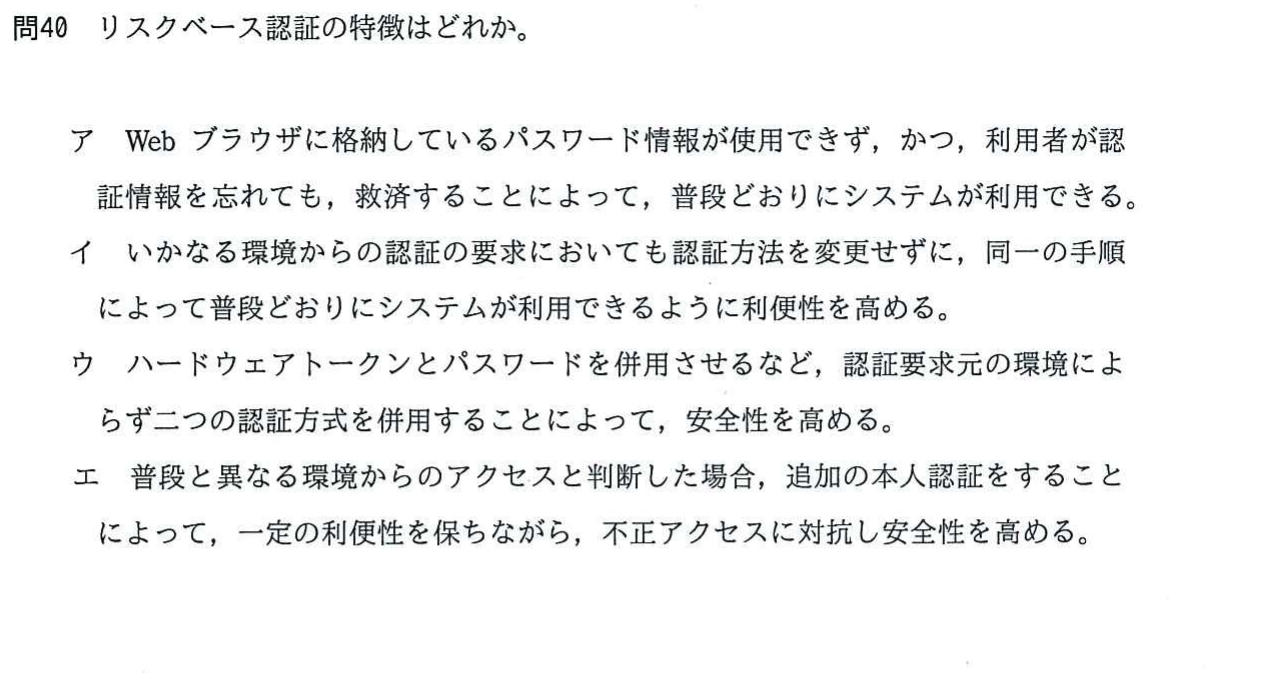 問40 リスクベース認証の特徴はどれか。
ア Web ブラウザに格納しているパスワード情報が使用できず，かつ，利用者が認
証情報を忘れても，救済することによって，普段どおりにシステムが利用できる。
イ いかなる環境からの認証の要求においても認証方法を変更せずに，同一の手順
によって普段どおりにシステムが利用できるように利便性を高める。
ウ ハードウェアトークンとパスワードを併用させるなど，認証要求元の環境によ
らず二つの認証方式を併用することによって，安全性を高める。
エ 普段と異なる環境からのアクセスと判断した場合，追加の本人認証をすること
によって，一定の利便性を保ちながら，不正アクセスに対抗し安全性を高める。